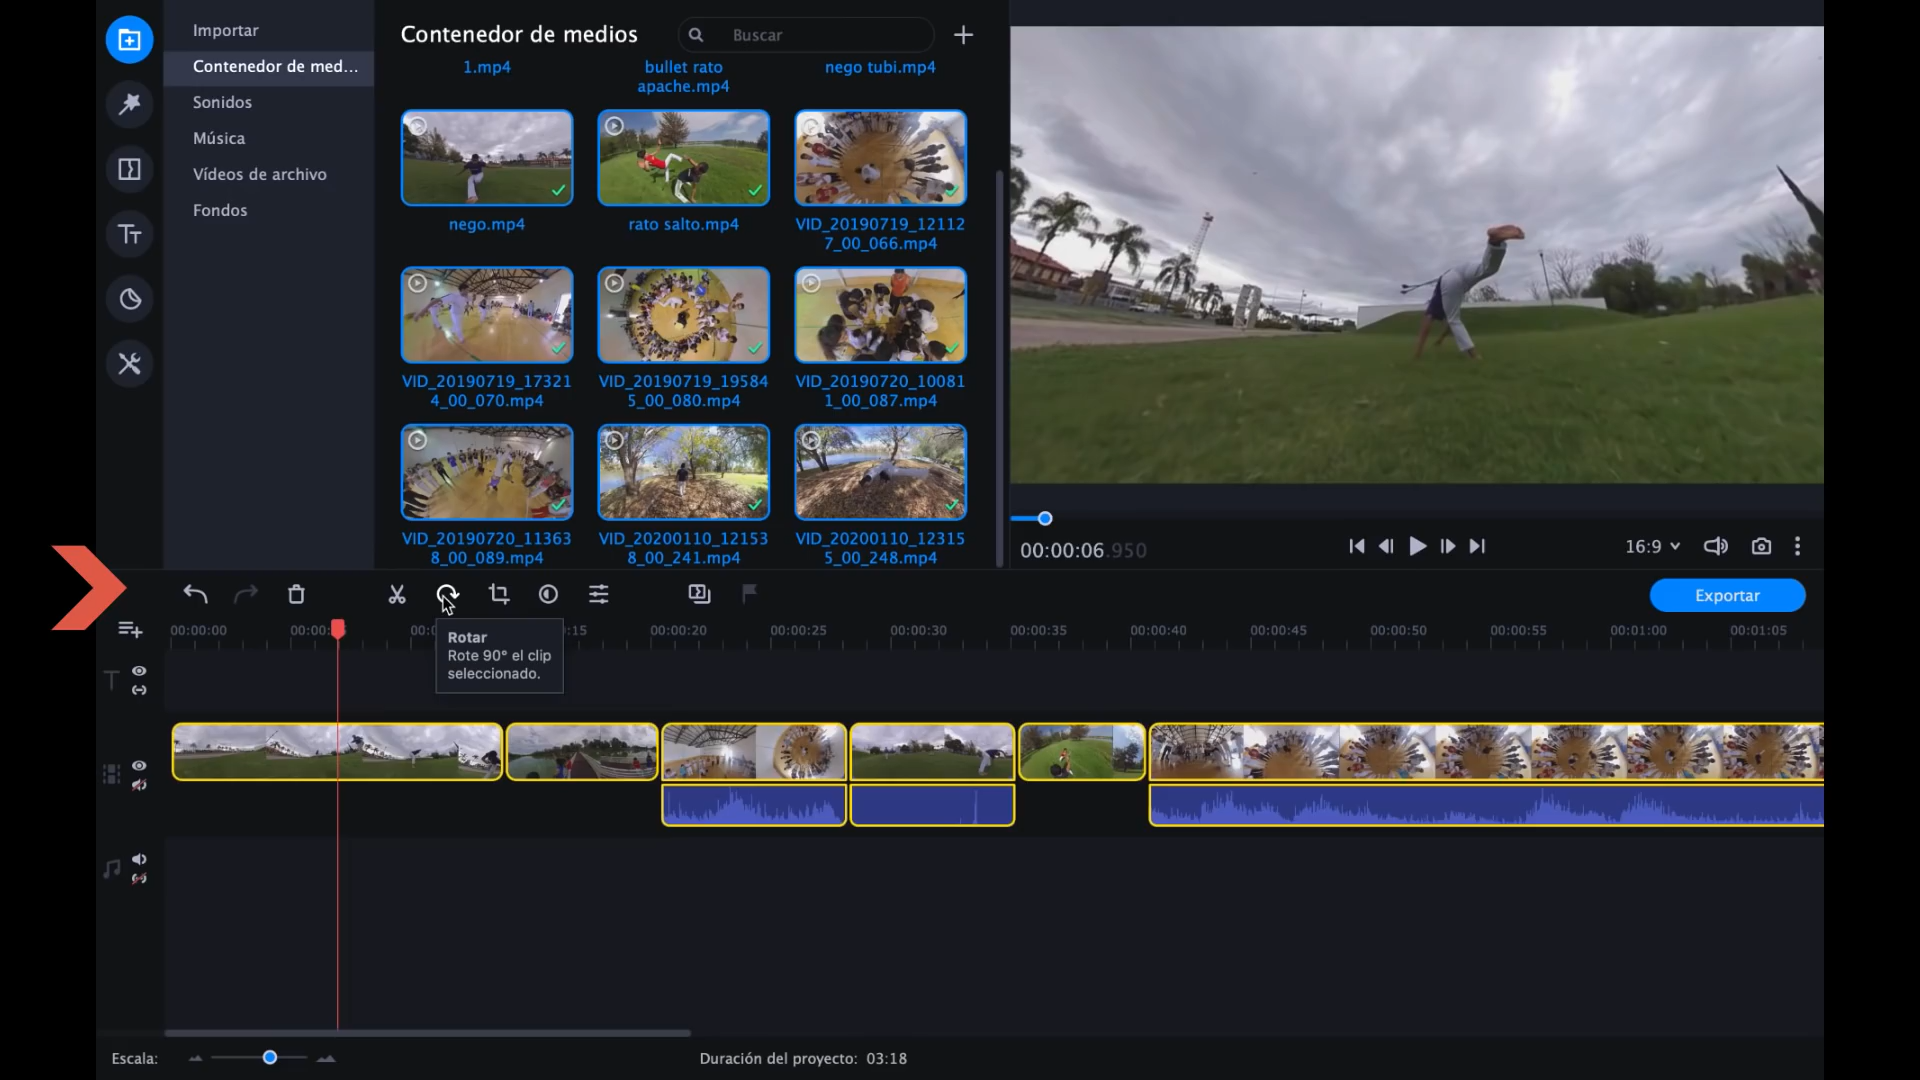 Importar
Contenedor de med...
Sonidos
Música
Vídeos de archivo
Fondos
Contenedor de medios
Buscar
1.mp4
bullet rato
apache.mp4
nego tubi.mp4
nego.mp4
rato salto.mp4
VID_20190719_12112
7_00_066.mp4
VID_20190719_17321
4_00_070.mp4
VID_20190719_19584
5_00_080.mp4
VID_20190720_10081
1_00_087.mp4
VID_20190720_11363
8_00_089.mp4
VID_20200110_12153
8_00_241.mp4
VID_20200110_12315
5_00_248.mp4
00:00:06.950
16:9
Exportar
Rotar
Rote 90° el clip
seleccionado.
00:00:00
00:00:20
00:00:25
00:00:30
00:00:35
00:00:40
00:00:45
00:00:50
00:00:55
00:01:00
00:01:05
Escala:
Duración del proyecto: 03:18